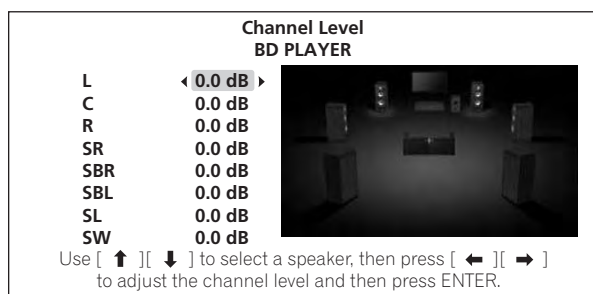 Channel Level
BD PLAYER
L 0.0 dB
C 0.0 dB
R 0.0 dB
SR 0.0 dB
SBR 0.0 dB
SBL 0.0 dB
SL 0.0 dB
SW 0.0 dB
Use [ ↑ ][ ↓ ] to select a speaker, then press [ ← ][ → ]
to adjust the channel level and then press ENTER.